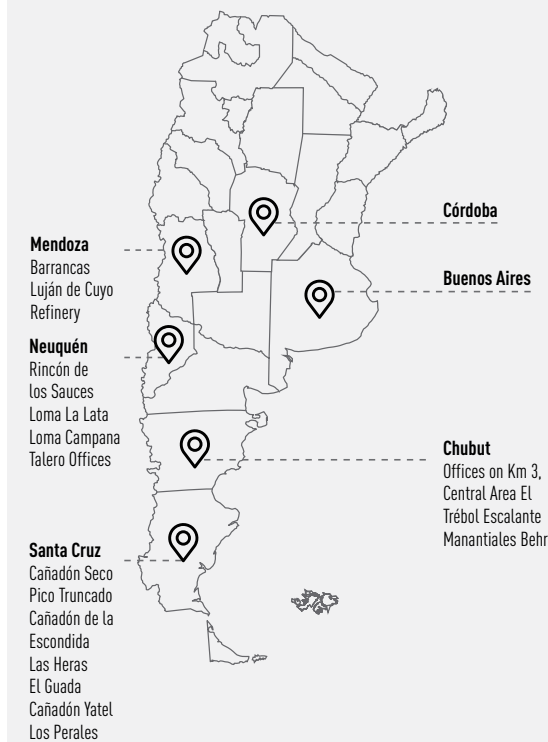 Mendoza
Barrancas
Luján de Cuyo
Refinery
Neuquén
Rincón de
los Sauces
Loma La Lata
Loma Campana
Talero Offices
Santa Cruz
Cañadón Seco
Pico Truncado
Cañadón de la
Escondida
Las Heras
El Guada
Cañadón Yatel
Los Perales
Córdoba
Buenos Aires
Chubut
Offices on Km 3,
Central Area El
Trébol Escalante
Manantiales Behr